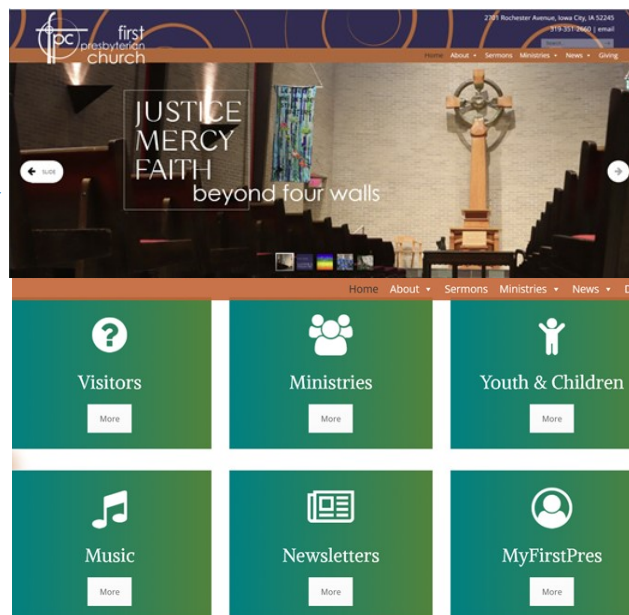 2701 Rochester Avenue, Iowa City, IA 52245
319-351-2660 | email
fpc
first
presbyterian
church
Search...
Home About Sermons Ministries News Giving
JUSTICE
MERCY
FAITH
beyond four walls
SLIDE
Home About Sermons Ministries News D
Visitors Ministries Youth & Children
More More More
Music Newsletters MyFirstPres
More More More